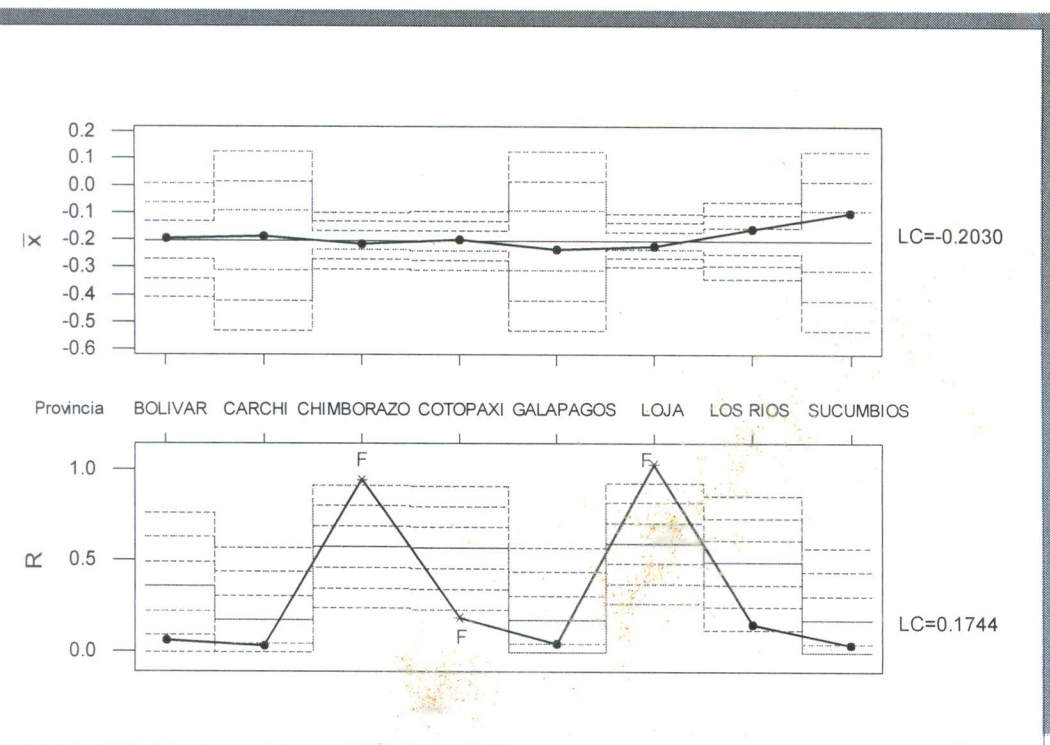 0.2
0.1
0.0
-0.1
-0.2
-0.3
-0.4
-0.5
-0.6
x̄
LC=-0.2030
Provincia BOLIVAR CARCHI CHIMBORAZO COTOPAXI GALAPAGOS LOJA LOS RIOS SUCUMBIOS
1.0
0.5
0.0
R
F
F
F
LC=0.1744